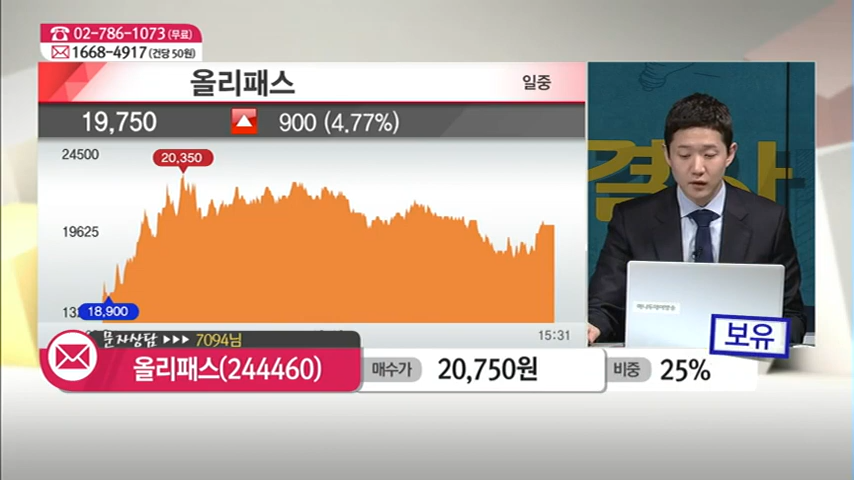 02-786-1073 (무료)
1668-4917 (건당 50원)
올리패스
일중
19,750
900 (4.77%)
24500
20,350
19625
18,900
15:31
문자상담 ▶▶▶ 7094님
올리패스(244460)
매수가
20,750원
비중
25%
보유